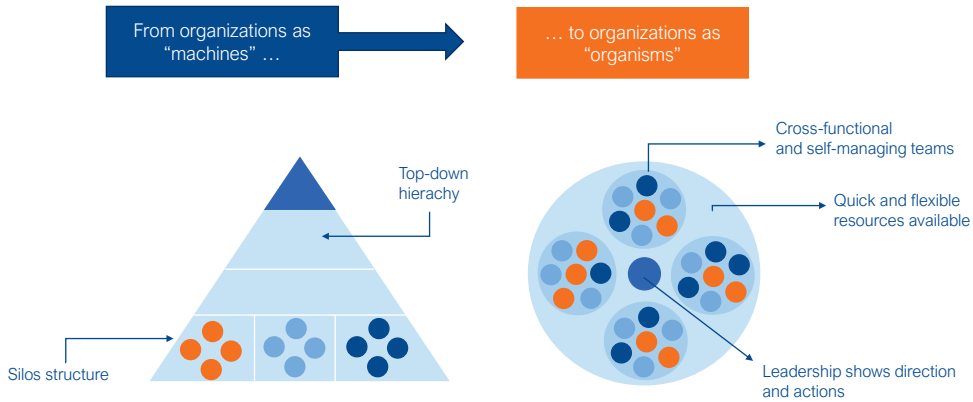 From organizations as
“machines” …
… to organizations as
“organisms”
Top-down
hierachy
Silos structure
Cross-functional
and self-managing teams
Quick and flexible
resources available
Leadership shows direction
and actions